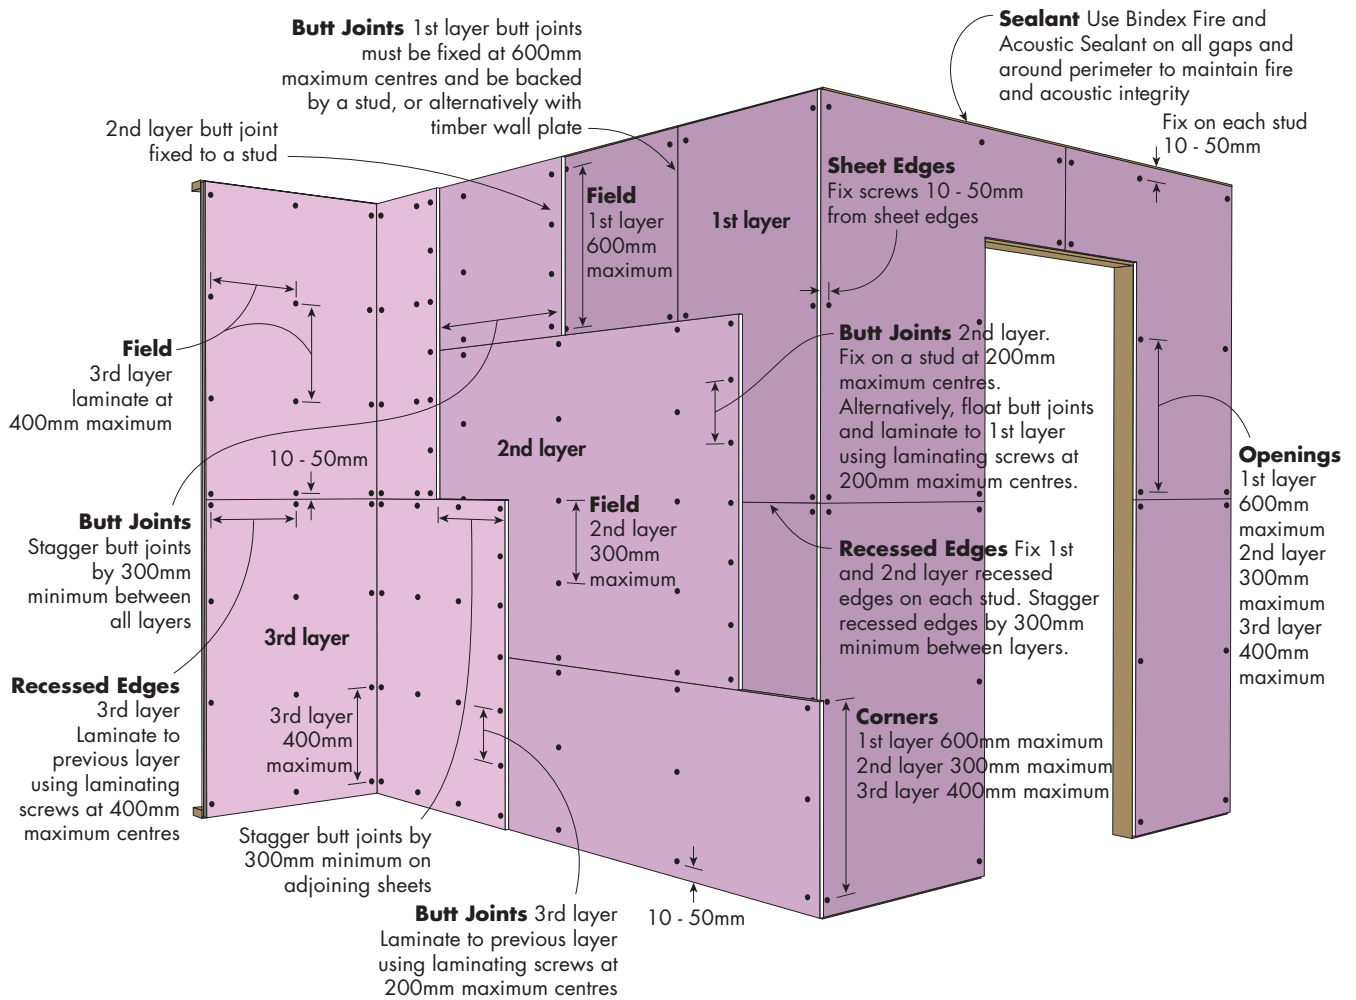 Butt Joints 1st layer butt joints
must be fixed at 600mm
maximum centres and be backed
by a stud, or alternatively with
timber wall plate
Sealant Use Bindex Fire and
Acoustic Sealant on all gaps and
around perimeter to maintain fire
and acoustic integrity
Fix on each stud
10 - 50mm
2nd layer butt joint
fixed to a stud
Sheet Edges
Fix screws 10 - 50mm
from sheet edges
Field
1st layer
600mm
maximum
1st layer
Field
3rd layer
laminate at
400mm maximum
Butt Joints 2nd layer.
Fix on a stud at 200mm
maximum centres.
Alternatively, float butt joints
and laminate to 1st layer
using laminating screws at
200mm maximum centres.
2nd layer
10 - 50mm
Openings
1st layer
600mm
maximum
2nd layer
300mm
maximum
3rd layer
400mm
maximum
Field
2nd layer
300mm
maximum
Butt Joints
Stagger butt joints
by 300mm
minimum between
all layers
Recessed Edges Fix 1st
and 2nd layer recessed
edges on each stud. Stagger
recessed edges by 300mm
minimum between layers.
3rd layer
Recessed Edges
3rd layer
Laminate to
previous layer
using laminating
screws at 400mm
maximum centres
3rd layer
400mm
maximum
Corners
1st layer 600mm maximum
2nd layer 300mm maximum
3rd layer 400mm maximum
Stagger butt joints by
300mm minimum on
adjoining sheets
Butt Joints 3rd layer
Laminate to previous layer
using laminating screws at
200mm maximum centres
10 - 50mm